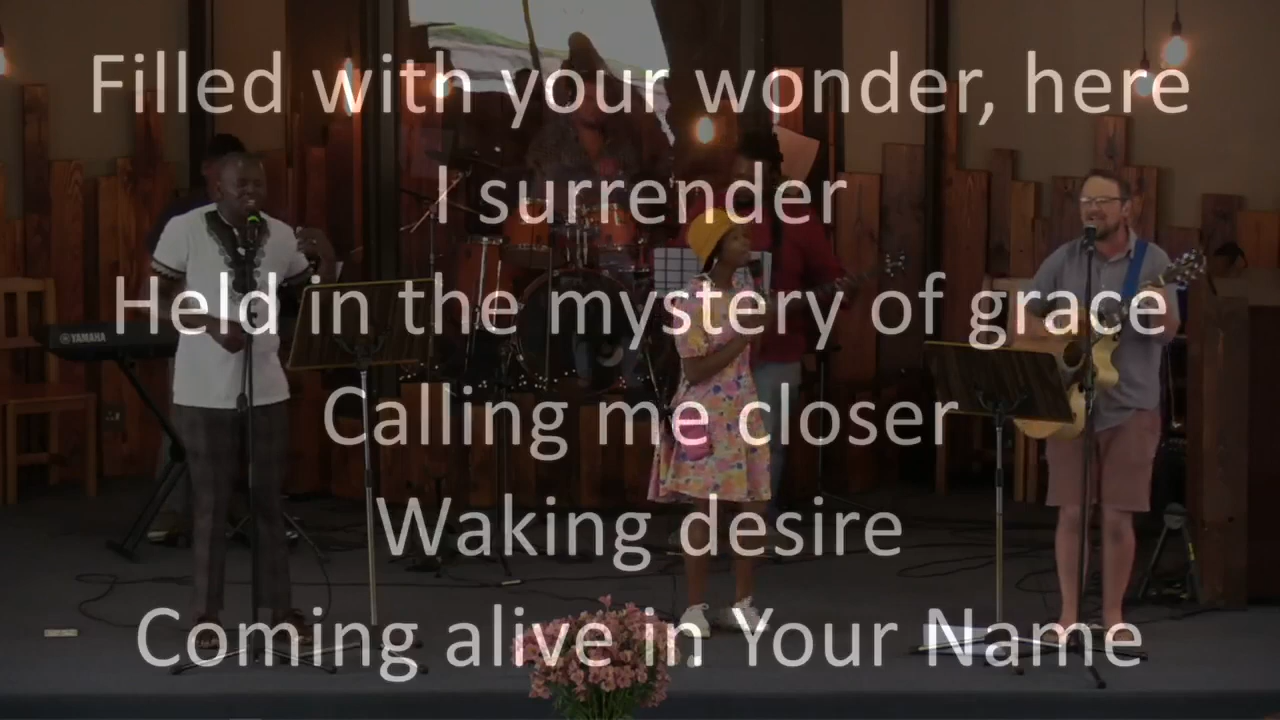 Filled with your wonder, here
I surrender
Held in the mystery of grace
Calling me closer
Waking desire
Coming alive in Your Name
YAMAHA